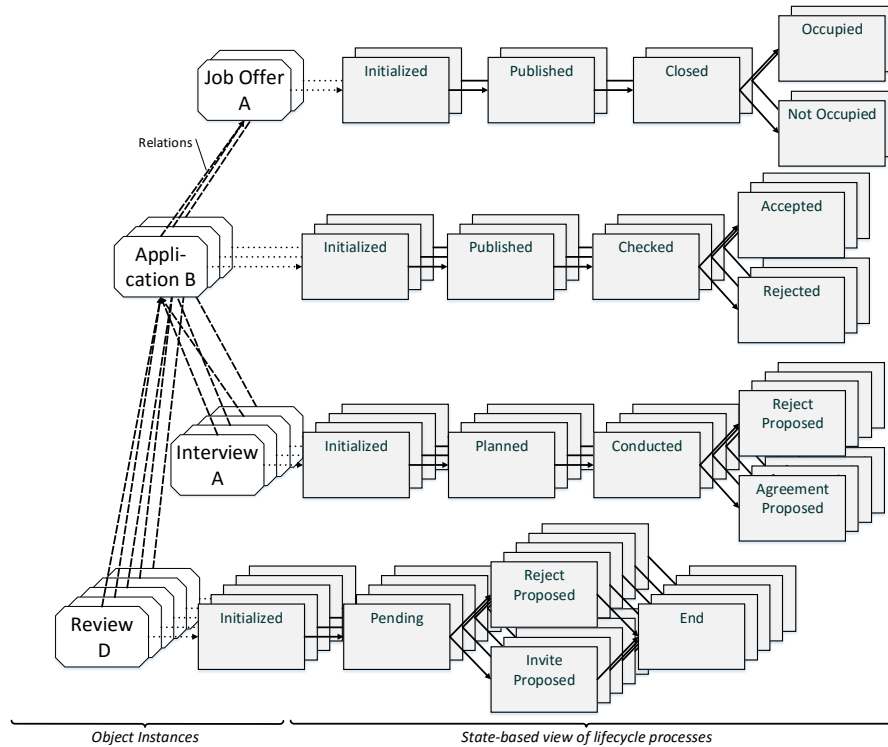 Job Offer
A
Initialized
Published
Closed
Occupied
Not Occupied
Relations
Appli-
cation B
Initialized
Published
Checked
Accepted
Rejected
Interview
A
Initialized
Planned
Conducted
Reject
Proposed
Agreement
Proposed
Review
D
Initialized
Pending
Reject
Proposed
Invite
Proposed
End
Object Instances
State-based view of lifecycle processes